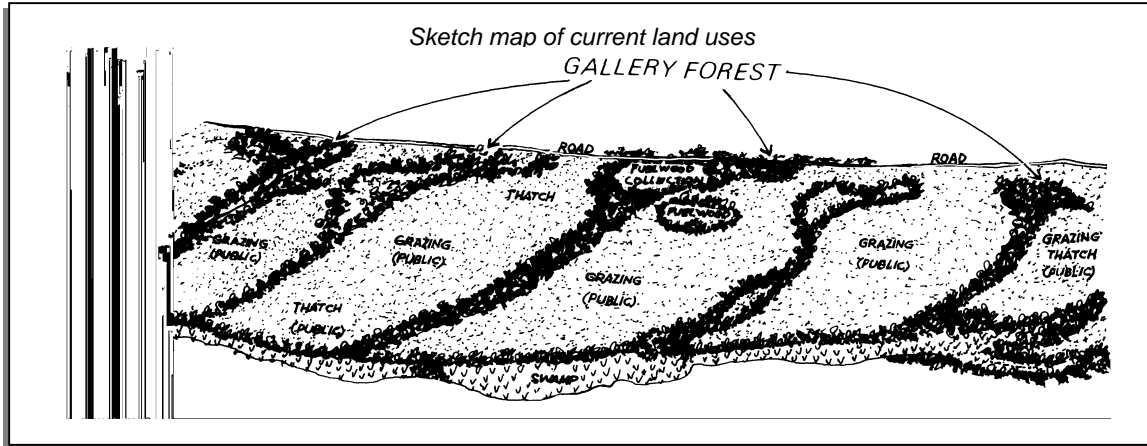 Sketch map of current land uses
GALLERY FOREST
ROAD
ROAD
FUELWOOD
COLLECTION
THATCH
FUELWOOD
GRAZING
(PUBLIC)
GRAZING
(PUBLIC)
GRAZING
(PUBLIC)
GRAZING
THATCH
(PUBLIC)
GRAZING
(PUBLIC)
THATCH
(PUBLIC)
SWAMP